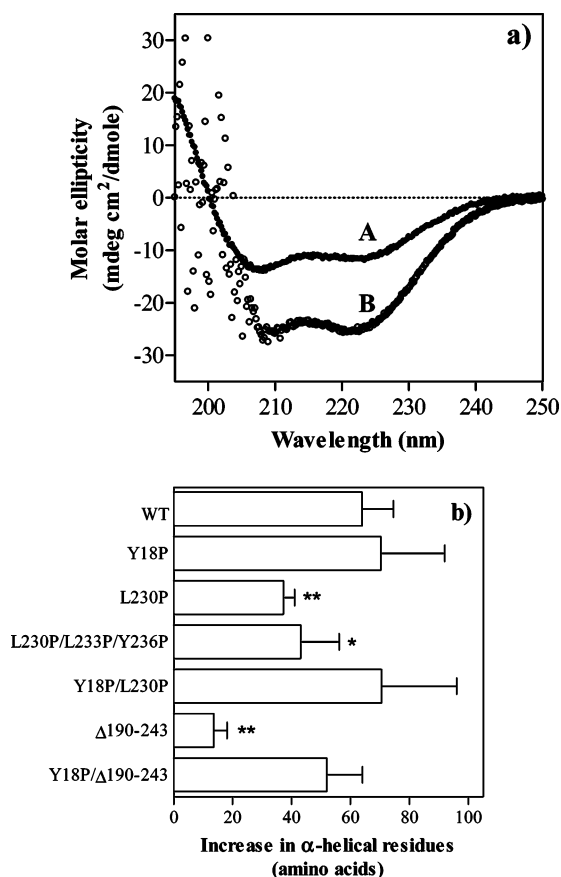 a)
Molar ellipticity
(mdeg cm²/dmole)
30
20
10
0
-10
-20
-30
A
B
200 210 220 230 240 250
Wavelength (nm)
b)
WT
Y18P
L230P **
L230P/L233P/Y236P *
Y18P/L230P
Δ190-243 **
Y18P/Δ190-243
0 20 40 60 80 100
Increase in α-helical residues
(amino acids)